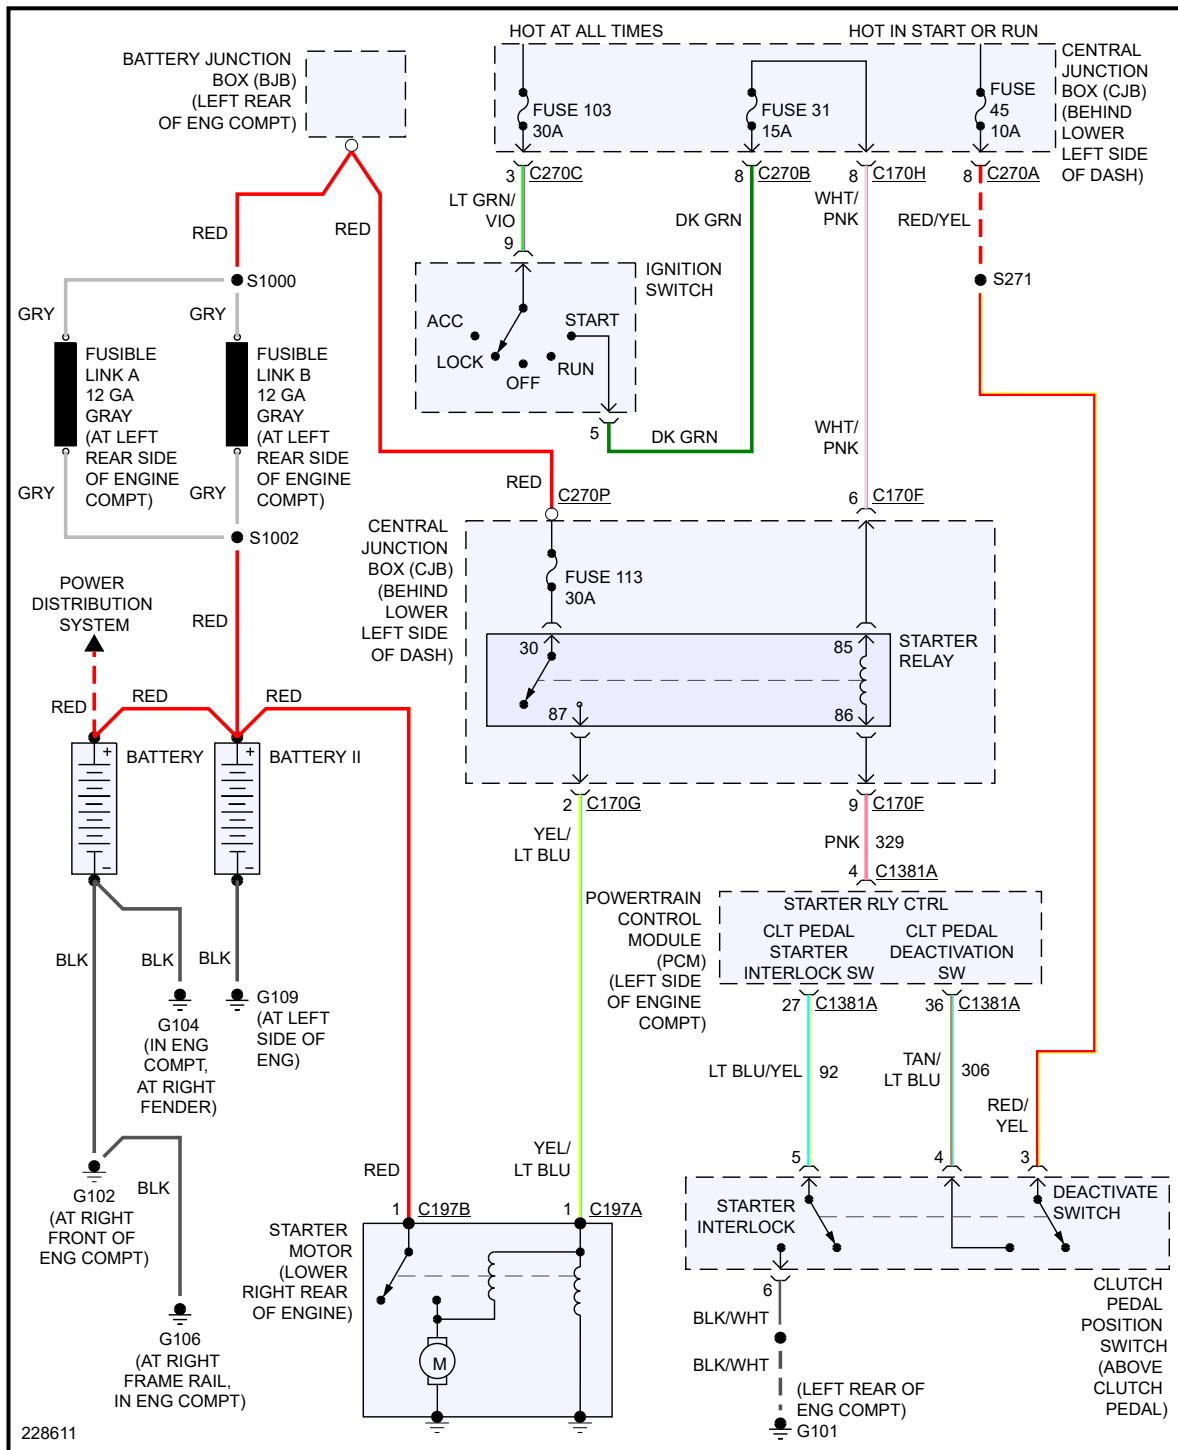 HOT AT ALL TIMES
HOT IN START OR RUN
BATTERY JUNCTION
BOX (BJB)
(LEFT REAR
OF ENG COMPT)
FUSE 103
30A
FUSE 31
15A
FUSE
45
10A
CENTRAL
JUNCTION
BOX (CJB)
(BEHIND
LOWER
LEFT SIDE
OF DASH)
3 C270C
8 C270B
8 C170H
8 C270A
LT GRN/
VIO
9
DK GRN
WHT/
PNK
RED/YEL
RED
RED
S1000
S271
IGNITION
SWITCH
ACC
LOCK
OFF
RUN
START
5
DK GRN
WHT/
PNK
GRY
GRY
FUSIBLE
LINK A
12 GA
GRAY
(AT LEFT
REAR SIDE
OF ENGINE
COMPT)
FUSIBLE
LINK B
12 GA
GRAY
(AT LEFT
REAR SIDE
OF ENGINE
COMPT)
GRY
GRY
S1002
RED
C270P
6 C170F
CENTRAL
JUNCTION
BOX (CJB)
(BEHIND
LOWER
LEFT SIDE
OF DASH)
FUSE 113
30A
30
85
87
86
STARTER
RELAY
POWER
DISTRIBUTION
SYSTEM
RED
RED
RED
RED
+
BATTERY
-
+
BATTERY II
-
2 C170G
9 C170F
YEL/
LT BLU
PNK 329
4 C1381A
POWERTRAIN
CONTROL
MODULE
(PCM)
(LEFT SIDE
OF ENGINE
COMPT)
STARTER RLY CTRL
CLT PEDAL
STARTER
INTERLOCK SW
CLT PEDAL
DEACTIVATION
SW
27 C1381A
36 C1381A
BLK
BLK
BLK
G104
(IN ENG
COMPT,
AT RIGHT
FENDER)
G109
(AT LEFT
SIDE OF
ENG)
LT BLU/YEL 92
TAN/
LT BLU
306
RED/
YEL
5
4
3
G102
(AT RIGHT
FRONT OF
ENG COMPT)
BLK
G106
(AT RIGHT
FRAME RAIL,
IN ENG COMPT)
RED
YEL/
LT BLU
1 C197B
1 C197A
STARTER
MOTOR
(LOWER
RIGHT REAR
OF ENGINE)
M
STARTER
INTERLOCK
DEACTIVATE
SWITCH
6
BLK/WHT
BLK/WHT
(LEFT REAR OF
ENG COMPT)
G101
CLUTCH
PEDAL
POSITION
SWITCH
(ABOVE
CLUTCH
PEDAL)
228611